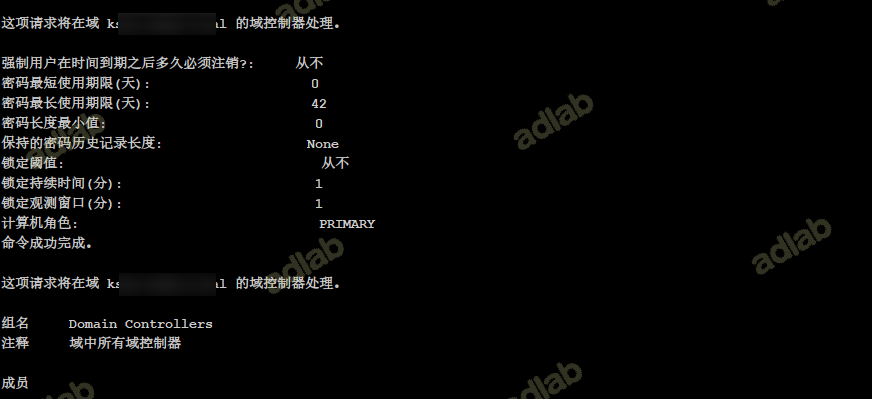 这项请求将在域 ks al 的域控制器处理。
强制用户在时间到期之后多久必须注销?: 从不
密码最短使用期限(天): 0
密码最长使用期限(天): 42
密码长度最小值: 0
保持的密码历史记录长度: None
锁定阈值: 从不
锁定持续时间(分): 1
锁定观测窗口(分): 1
计算机角色: PRIMARY
命令成功完成。
这项请求将在域 ks al 的域控制器处理。
组名 Domain Controllers
注释 域中所有域控制器
成员
adlab
adlab
adlab
adlab
adlab
adlab
adlab
adlab